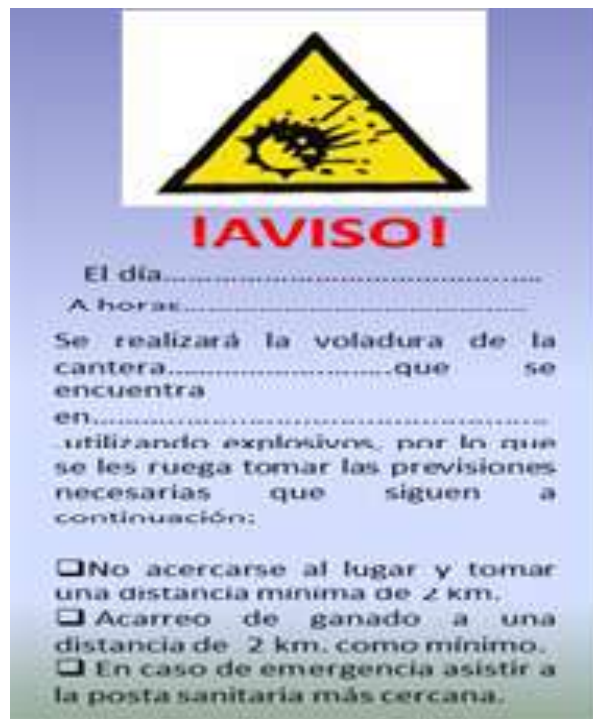 ¡AVISO!
El día...............................................
A horas...........................................
Se realizará la voladura de la
cantera............................que se
encuentra
en.........................................................
utilizando explosivos, por lo que
se les ruega tomar las previsiones
necesarias que siguen a
continuación:
❑No acercarse al lugar y tomar
una distancia mínima de 2 km.
❑ Acarreo de ganado a una
distancia de 2 km. como mínimo.
❑ En caso de emergencia asistir a
la posta sanitaria más cercana.